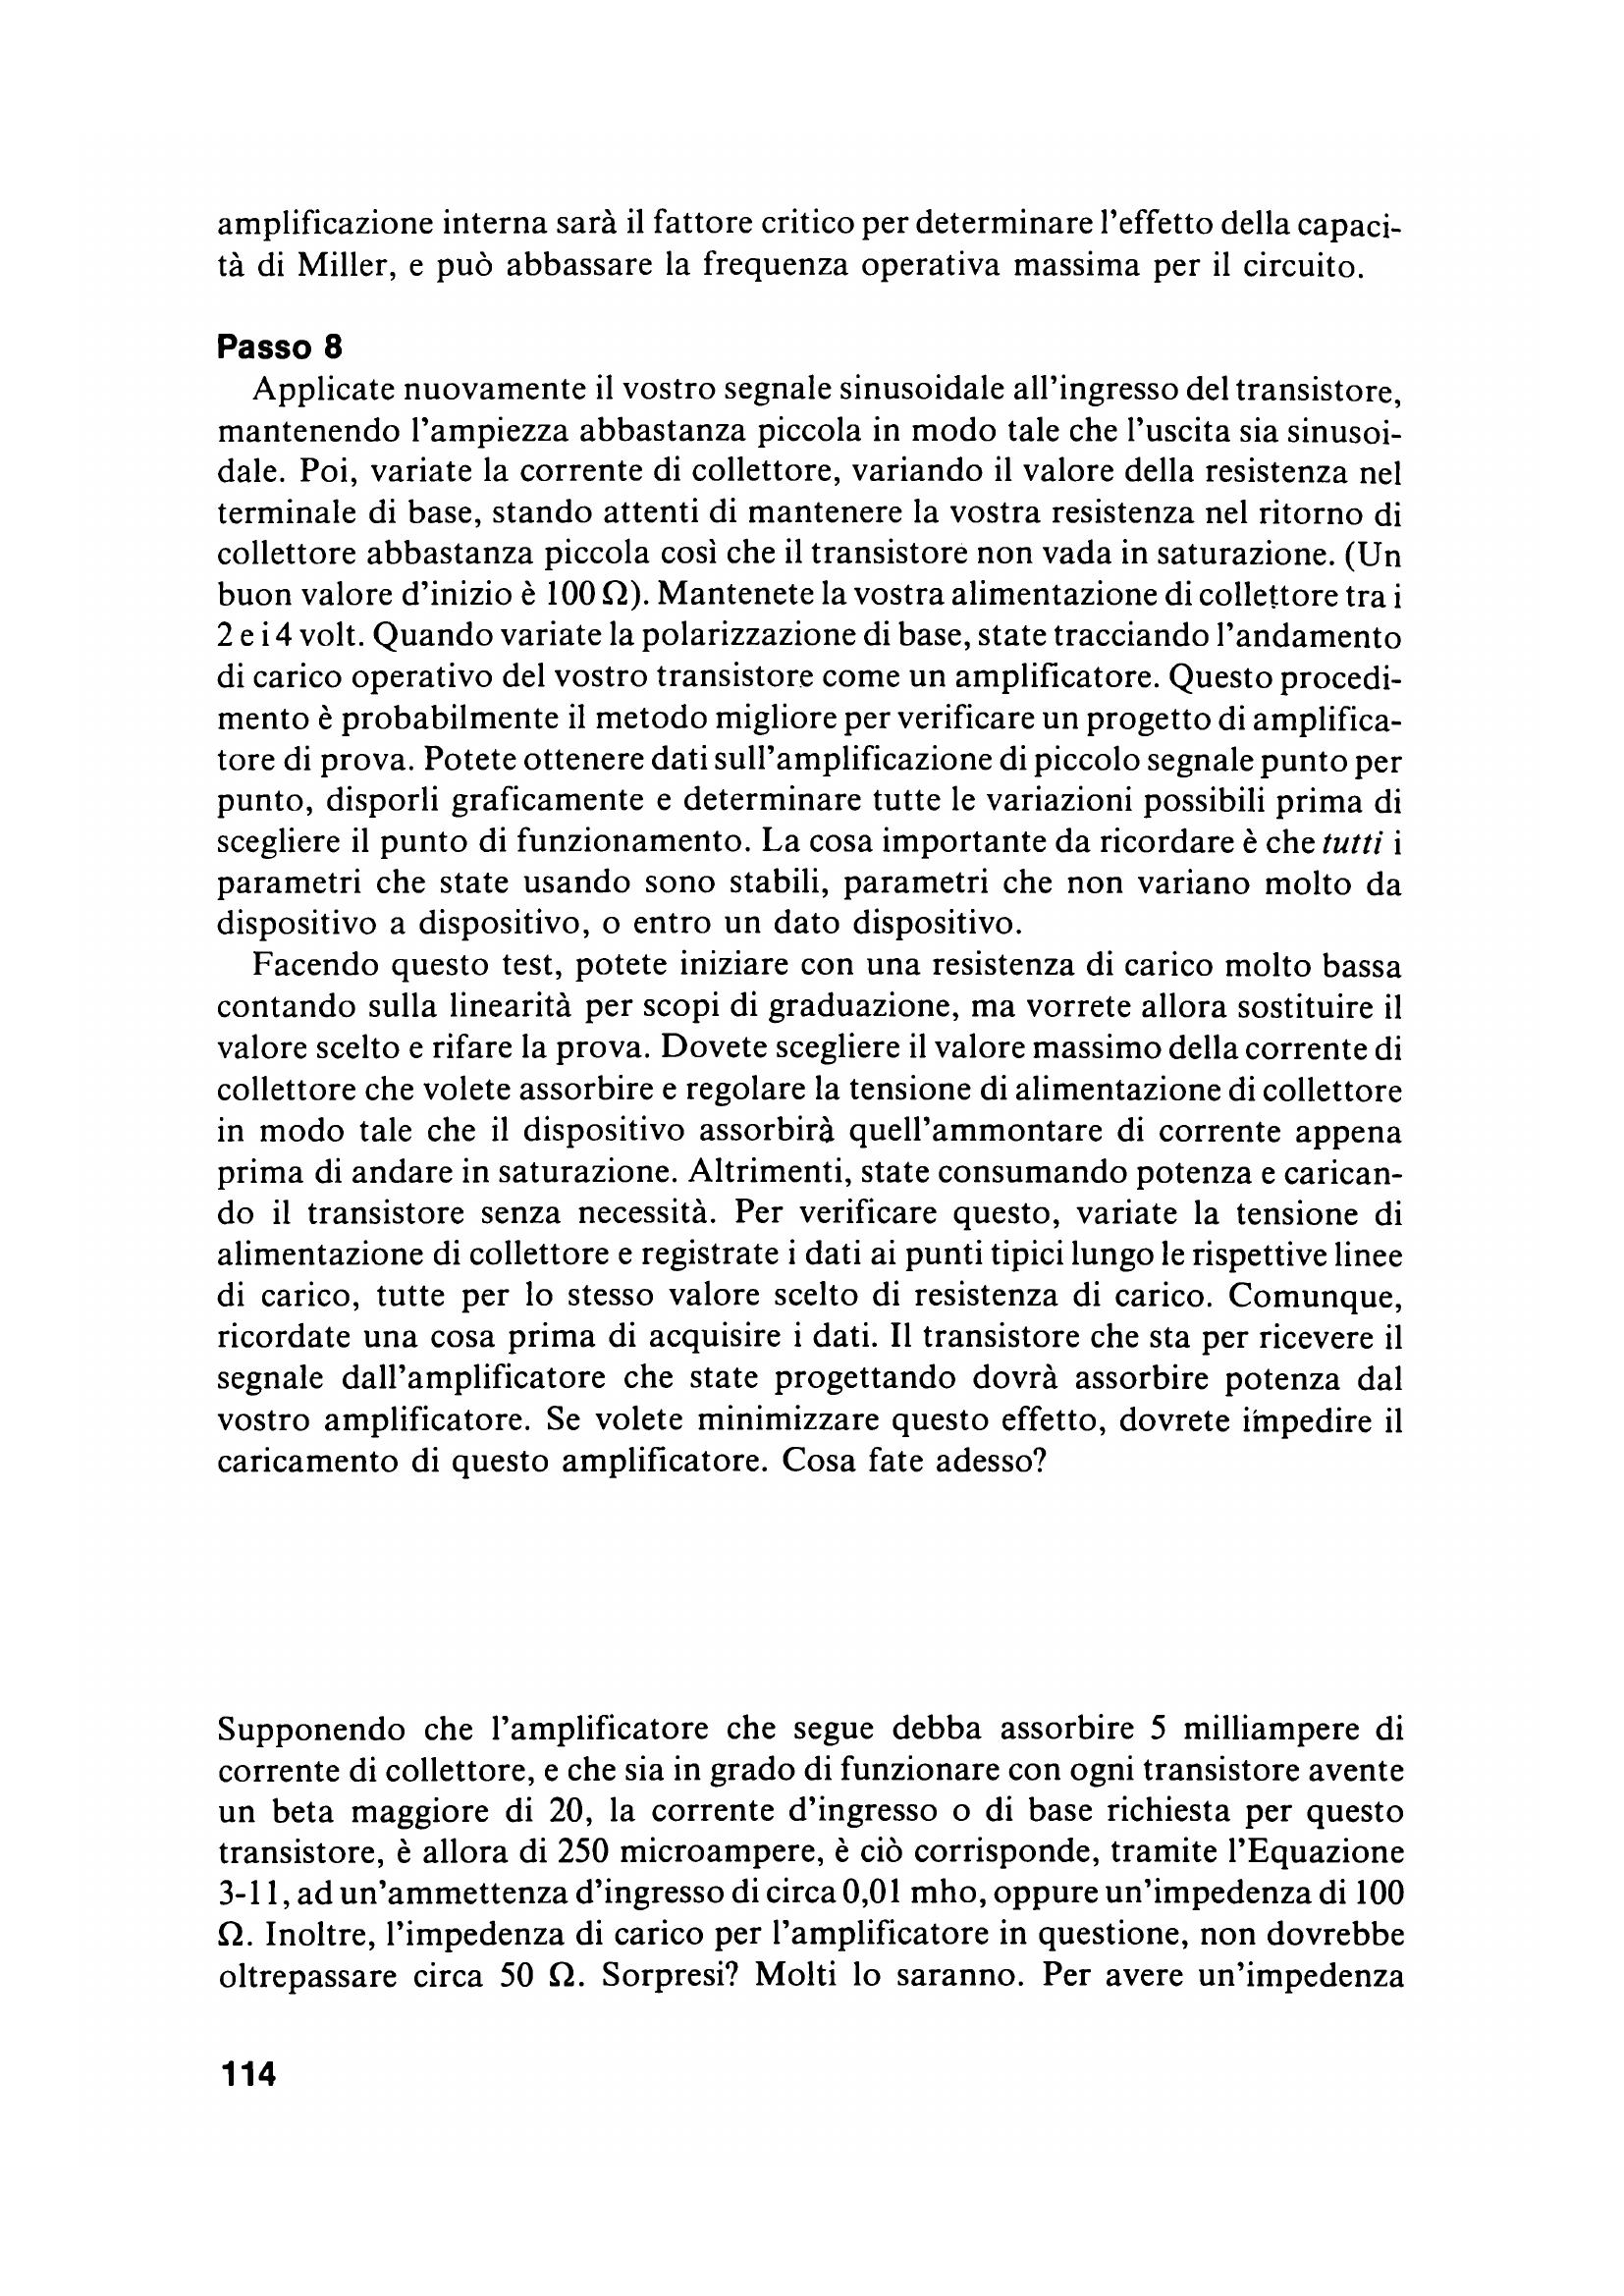 amplificazione interna sarà il fattore critico per determinare l'effetto della capaci-
tà di Miller, e può abbassare la frequenza operativa massima per il circuito.
Passo 8
Applicate nuovamente il vostro segnale sinusoidale all'ingresso del transistore,
mantenendo l'ampiezza abbastanza piccola in modo tale che l'uscita sia sinusoi-
dale. Poi, variate la corrente di collettore, variando il valore della resistenza nel
terminale di base, stando attenti di mantenere la vostra resistenza nel ritorno di
collettore abbastanza piccola così che il transistore non vada in saturazione. (Un
buon valore d'inizio è 100 Ω). Mantenete la vostra alimentazione di collettore tra i
2 e i 4 volt. Quando variate la polarizzazione di base, state tracciando l'andamento
di carico operativo del vostro transistore come un amplificatore. Questo procedi-
mento è probabilmente il metodo migliore per verificare un progetto di amplifica-
tore di prova. Potete ottenere dati sull'amplificazione di piccolo segnale punto per
punto, disporli graficamente e determinare tutte le variazioni possibili prima di
scegliere il punto di funzionamento. La cosa importante da ricordare è che tutti i
parametri che state usando sono stabili, parametri che non variano molto da
dispositivo a dispositivo, o entro un dato dispositivo.
Facendo questo test, potete iniziare con una resistenza di carico molto bassa
contando sulla linearità per scopi di graduazione, ma vorrete allora sostituire il
valore scelto e rifare la prova. Dovete scegliere il valore massimo della corrente di
collettore che volete assorbire e regolare la tensione di alimentazione di collettore
in modo tale che il dispositivo assorbirà quell'ammontare di corrente appena
prima di andare in saturazione. Altrimenti, state consumando potenza e carican-
do il transistore senza necessità. Per verificare questo, variate la tensione di
alimentazione di collettore e registrate i dati ai punti tipici lungo le rispettive linee
di carico, tutte per lo stesso valore scelto di resistenza di carico. Comunque,
ricordate una cosa prima di acquisire i dati. Il transistore che sta per ricevere il
segnale dall'amplificatore che state progettando dovrà assorbire potenza dal
vostro amplificatore. Se volete minimizzare questo effetto, dovrete impedire il
caricamento di questo amplificatore. Cosa fate adesso?
Supponendo che l'amplificatore che segue debba assorbire 5 milliampere di
corrente di collettore, e che sia in grado di funzionare con ogni transistore avente
un beta maggiore di 20, la corrente d'ingresso o di base richiesta per questo
transistore, è allora di 250 microampere, è ciò corrisponde, tramite l'Equazione
3-11, ad un'ammettenza d'ingresso di circa 0,01 mho, oppure un'impedenza di 100
Ω. Inoltre, l'impedenza di carico per l'amplificatore in questione, non dovrebbe
oltrepassare circa 50 Ω. Sorpresi? Molti lo saranno. Per avere un'impedenza
114